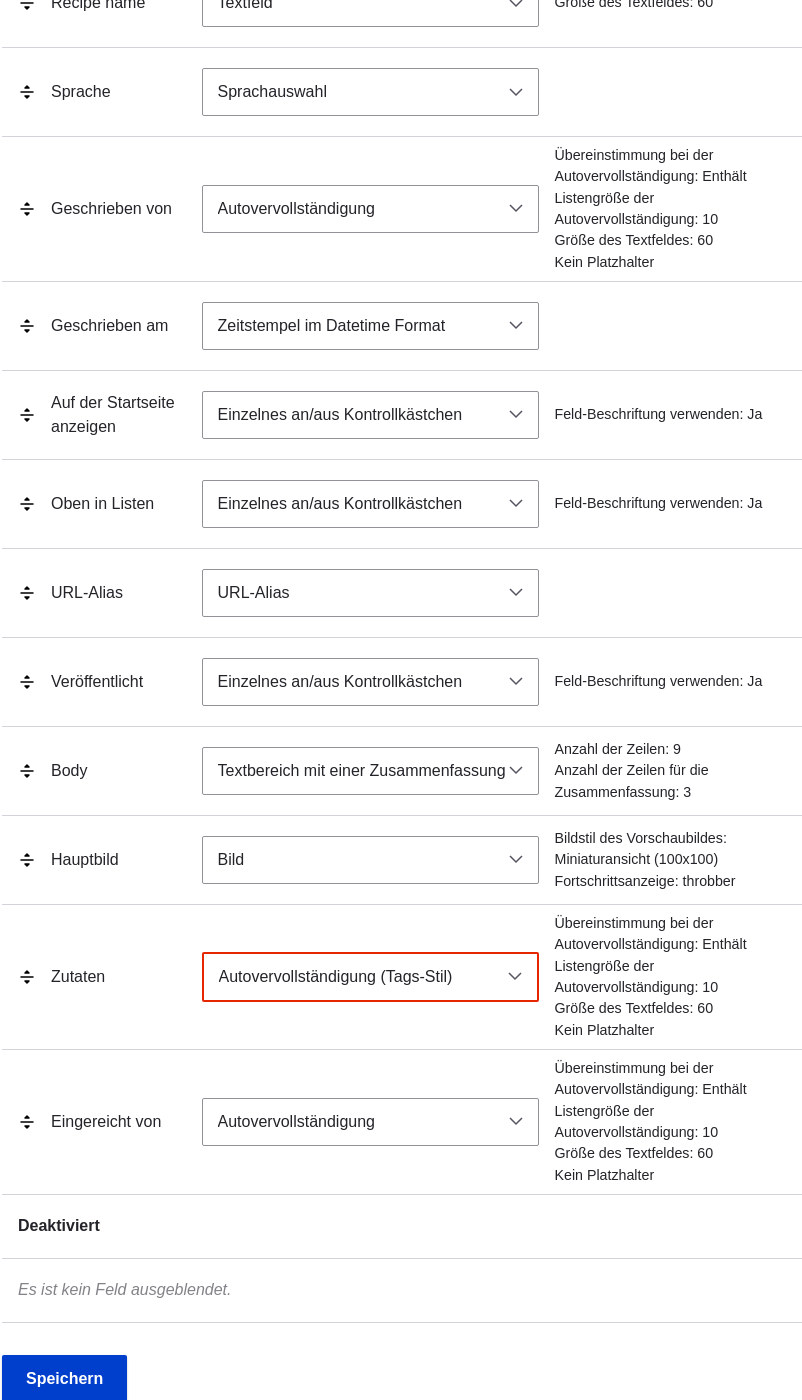 Recipe name
Textfeld
Größe des Textfeldes: 60
Sprache
Sprachauswahl
Geschrieben von
Autovervollständigung
Übereinstimmung bei der
Autovervollständigung: Enthält
Listengröße der
Autovervollständigung: 10
Größe des Textfeldes: 60
Kein Platzhalter
Geschrieben am
Zeitstempel im Datetime Format
Auf der Startseite
anzeigen
Einzelnes an/aus Kontrollkästchen
Feld-Beschriftung verwenden: Ja
Oben in Listen
Einzelnes an/aus Kontrollkästchen
Feld-Beschriftung verwenden: Ja
URL-Alias
URL-Alias
Veröffentlicht
Einzelnes an/aus Kontrollkästchen
Feld-Beschriftung verwenden: Ja
Body
Textbereich mit einer Zusammenfassung
Anzahl der Zeilen: 9
Anzahl der Zeilen für die
Zusammenfassung: 3
Hauptbild
Bild
Bildstil des Vorschaubildes:
Miniaturansicht (100x100)
Fortschrittsanzeige: throbber
Zutaten
Autovervollständigung (Tags-Stil)
Übereinstimmung bei der
Autovervollständigung: Enthält
Listengröße der
Autovervollständigung: 10
Größe des Textfeldes: 60
Kein Platzhalter
Eingereicht von
Autovervollständigung
Übereinstimmung bei der
Autovervollständigung: Enthält
Listengröße der
Autovervollständigung: 10
Größe des Textfeldes: 60
Kein Platzhalter
Deaktiviert
Es ist kein Feld ausgeblendet.
Speichern